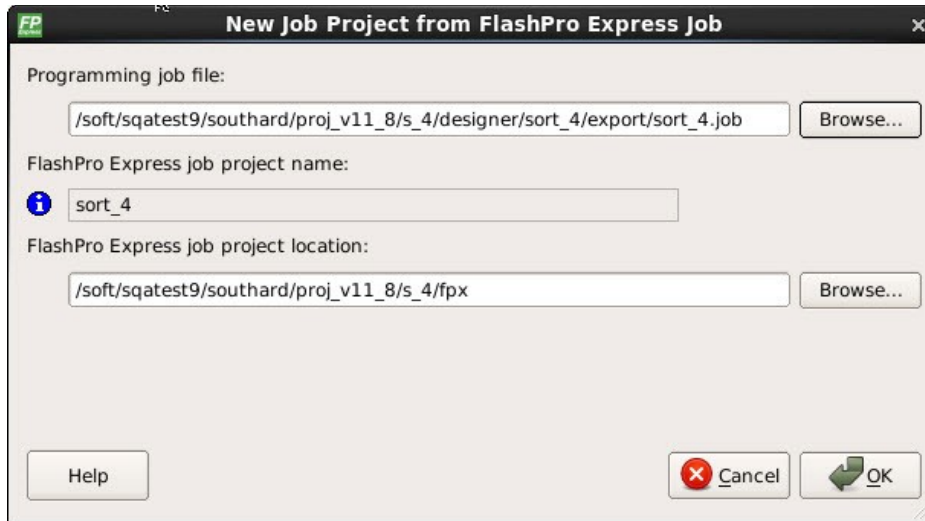 FP
Express
New Job Project from FlashPro Express Job
Programming job file:
/soft/sqatest9/southard/proj_v11_8/s_4/designer/sort_4/export/sort_4.job
Browse...
FlashPro Express job project name:
sort_4
FlashPro Express job project location:
/soft/sqatest9/southard/proj_v11_8/s_4/fpx
Browse...
Help
Cancel
OK